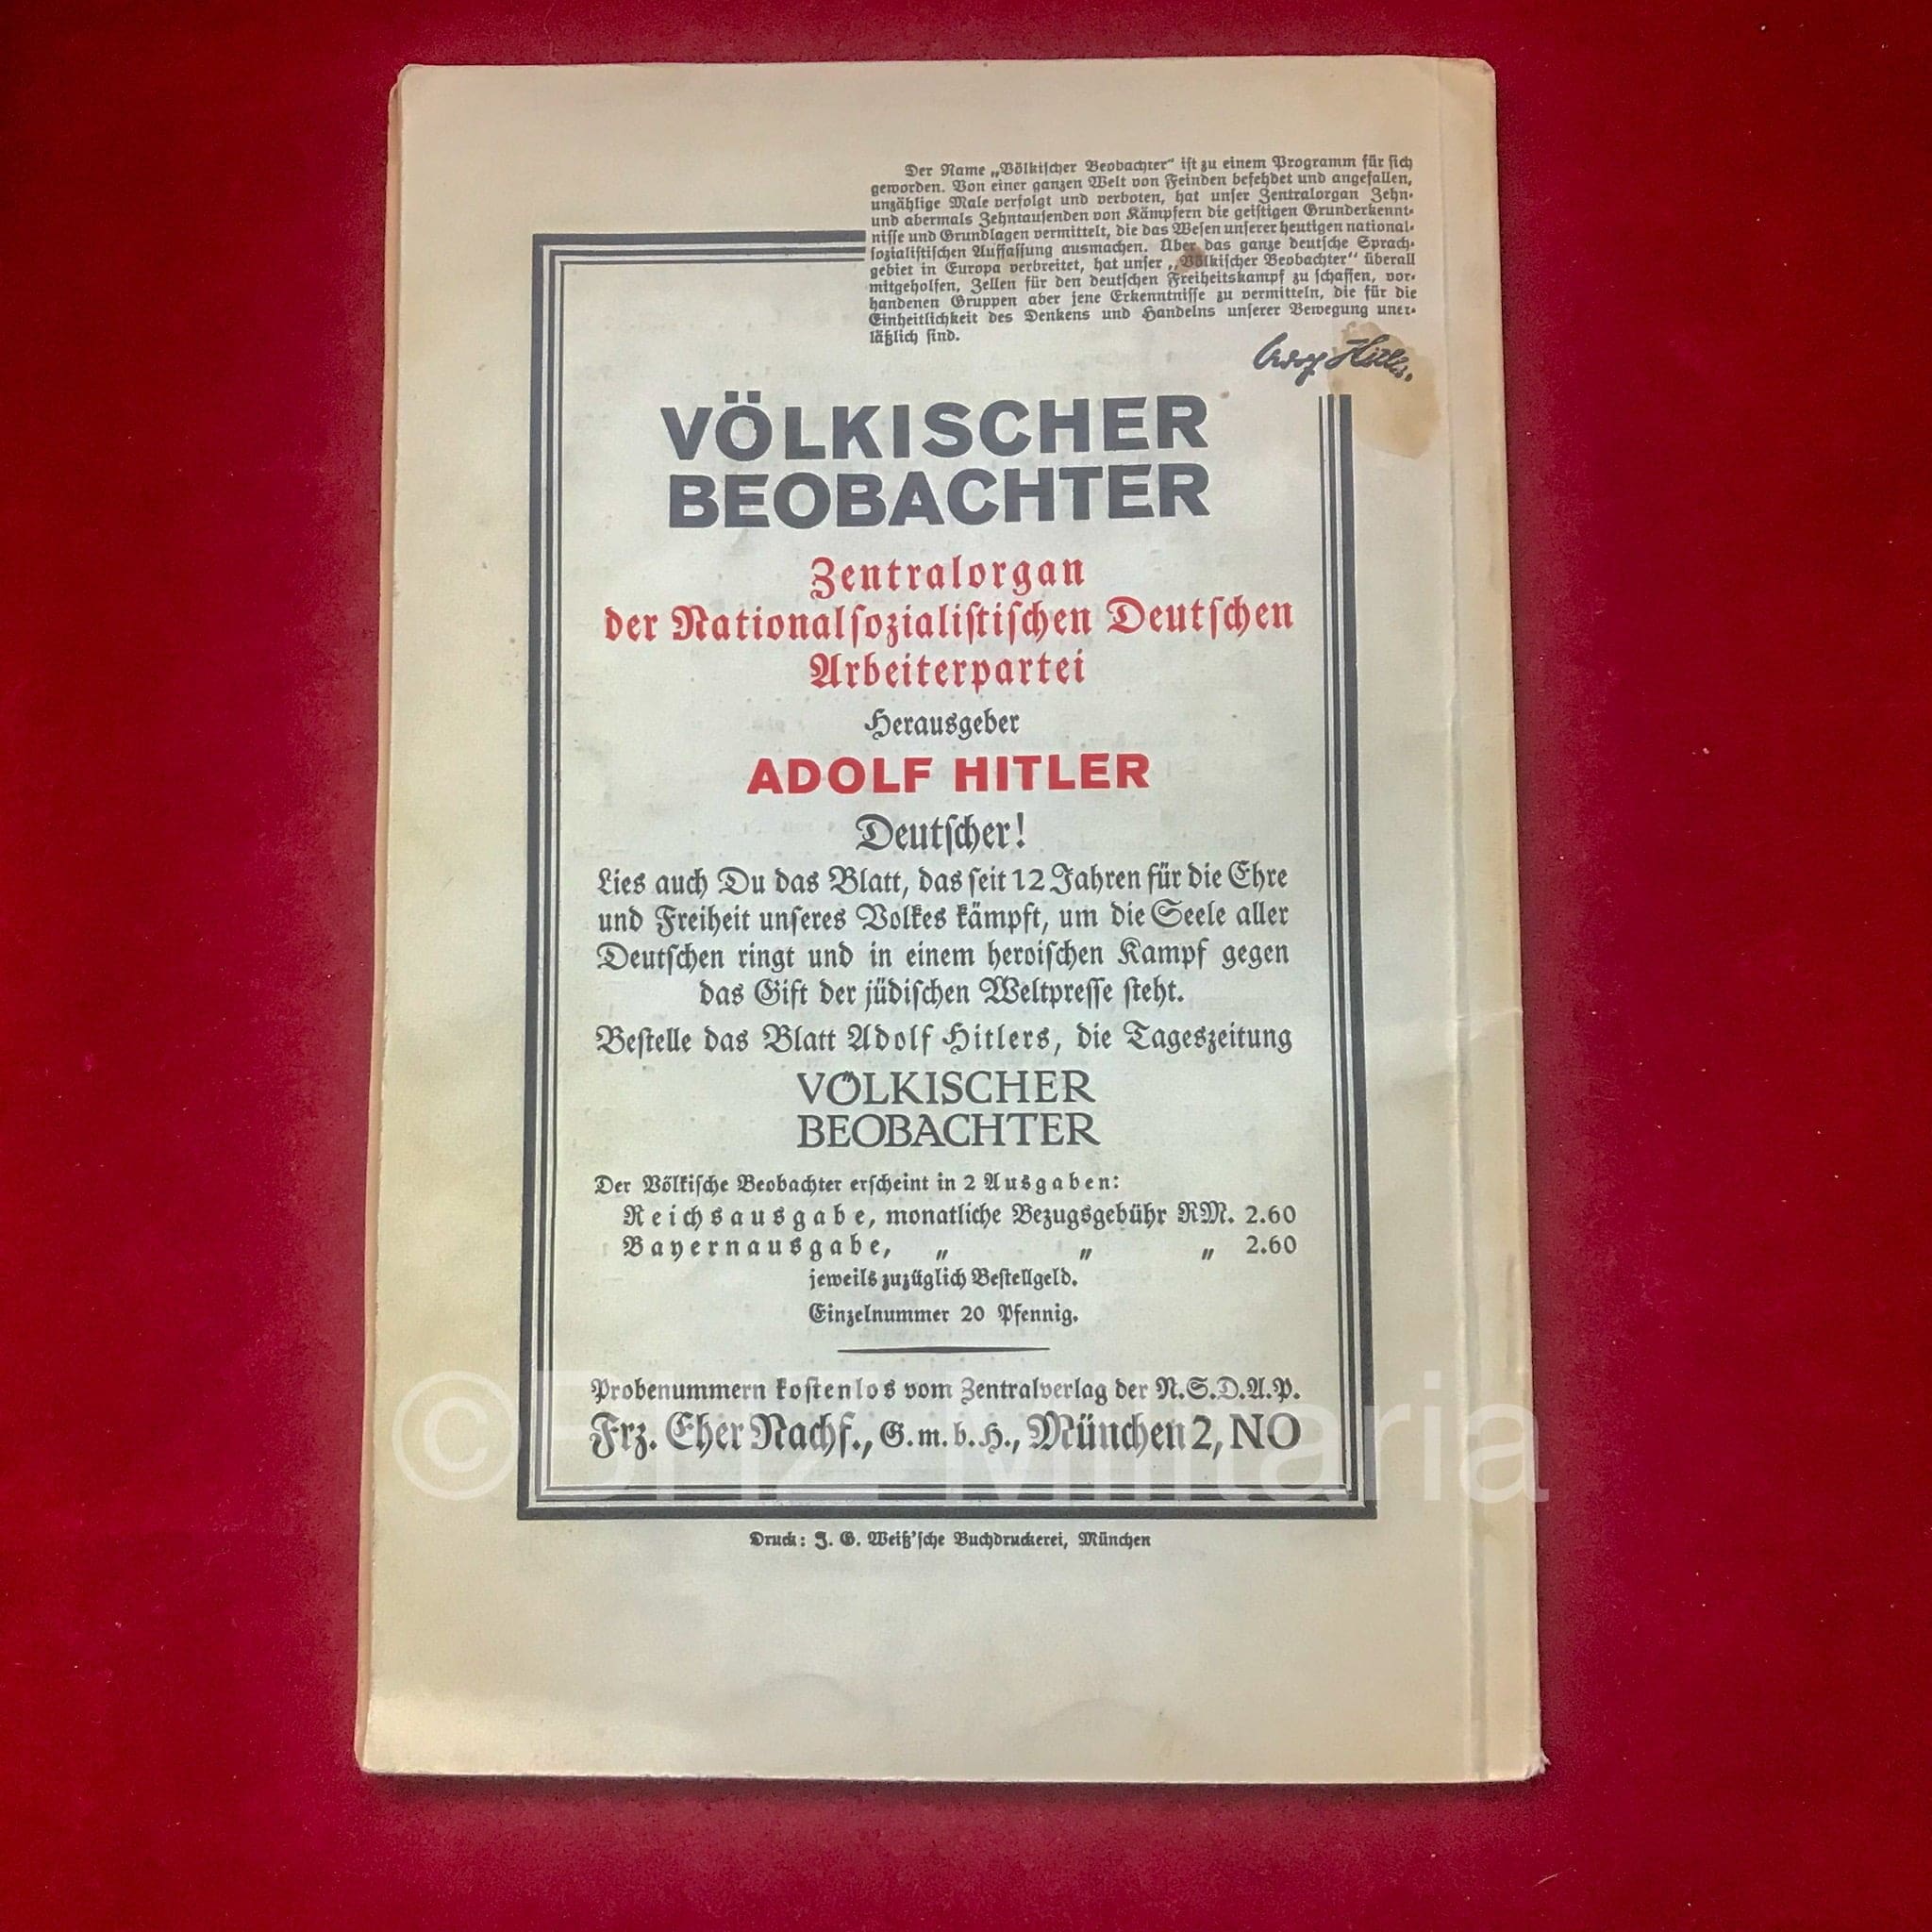 Der Name „Völkischer Beobachter“ ist zu einem Programm für sich
geworden. Von einer ganzen Welt von Feinden befehdet und angefallen,
unzählige Male verfolgt und verboten, hat unser Zentralorgan Zehn-
und abermals Zehntausenden von Kämpfern die geistigen Grunderkennt-
nisse und Grundlagen vermittelt, die das Wesen unserer heutigen national-
sozialistischen Auffassung ausmachen. Über das ganze deutsche Sprach-
gebiet in Europa verbreitet, hat unser „Völkischer Beobachter“ überall
mitgeholfen, Zellen für den deutschen Freiheitskampf zu schaffen, vor-
handenen Gruppen aber jene Erkenntnisse zu vermitteln, die für die
Einheitlichkeit des Denkens und Handelns unserer Bewegung uner-
läßlich sind.
Adolf Hitler.
VÖLKISCHER
BEOBACHTER
Zentralorgan
der Nationalsozialistischen Deutschen
Arbeiterpartei
Herausgeber
ADOLF HITLER
Deutscher!
Lies auch Du das Blatt, das seit 12 Jahren für die Ehre
und Freiheit unseres Volkes kämpft, um die Seele aller
Deutschen ringt und in einem heroischen Kampf gegen
das Gift der jüdischen Weltpresse steht.
Bestelle das Blatt Adolf Hitlers, die Tageszeitung
VÖLKISCHER
BEOBACHTER
Der Völkische Beobachter erscheint in 2 Ausgaben:
Reichsausgabe, monatliche Bezugsgebühr RM. 2.60
Bayernausgabe, „ „ „ 2.60
jeweils zuzüglich Bestellgeld.
Einzelnummer 20 Pfennig.
Probenummern kostenlos vom Zentralverlag der N.S.D.A.P.
Frz. Eher Nachf., G.m.b.H., München 2, NO
©BHZ Militaria
Druck: J. G. Weiß'sche Buchdruckerei, München